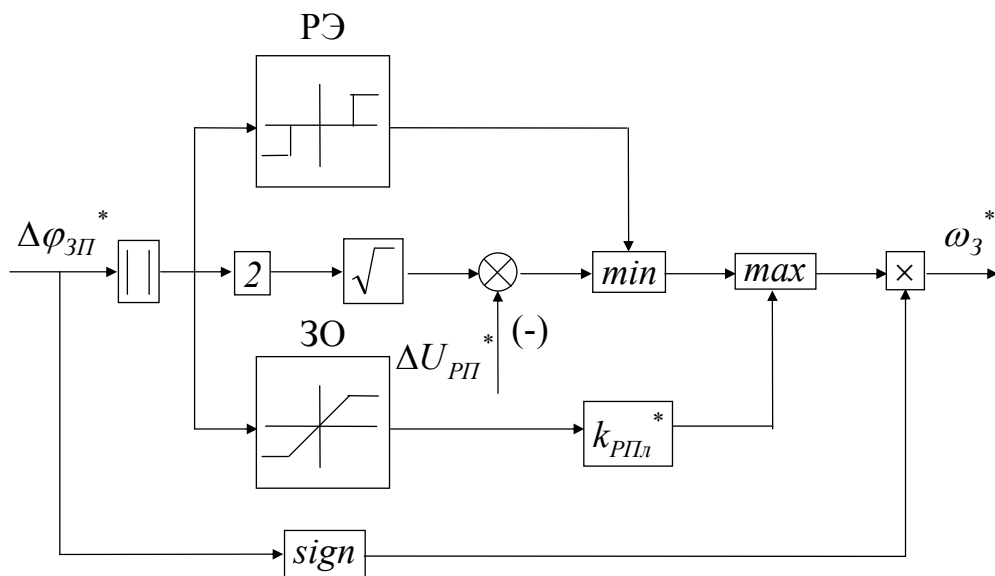 РЭ
Δφ_ЗП^*
| |
2
√
min
max
×
ω_З^*
ЗО
ΔU_РП^*
(-)
k_РПл^*
sign